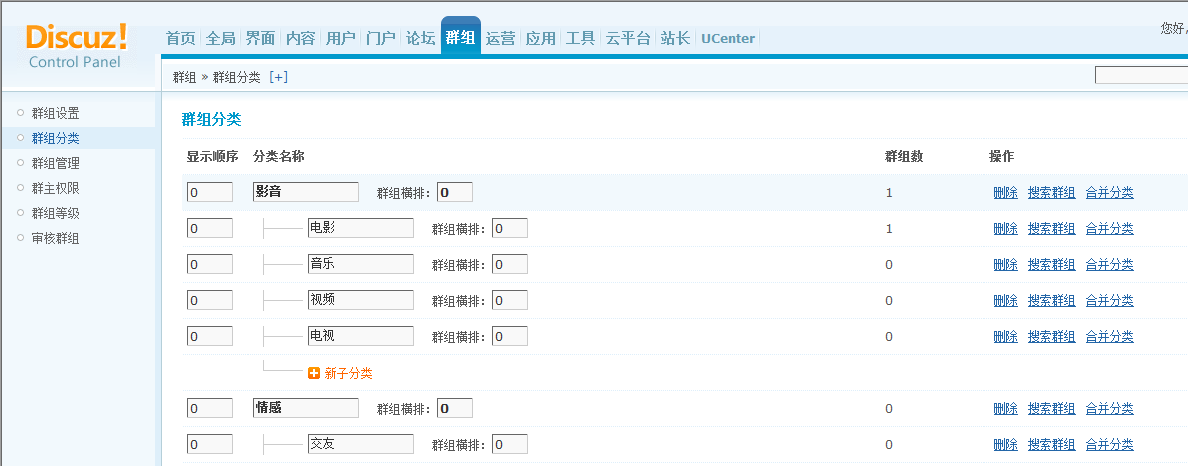 Discuz!
Control Panel
首页 全局 界面 内容 用户 门户 论坛 群组 运营 应用 工具 云平台 站长 UCenter
您好,
群组 » 群组分类 [+]
群组设置
群组分类
群组管理
群主权限
群组等级
审核群组
群组分类
显示顺序 分类名称 群组数 操作
0 影音 群组横排: 0 1 删除 搜索群组 合并分类
0 电影 群组横排: 0 1 删除 搜索群组 合并分类
0 音乐 群组横排: 0 0 删除 搜索群组 合并分类
0 视频 群组横排: 0 0 删除 搜索群组 合并分类
0 电视 群组横排: 0 0 删除 搜索群组 合并分类
新子分类
0 情感 群组横排: 0 0 删除 搜索群组 合并分类
0 交友 群组横排: 0 0 删除 搜索群组 合并分类